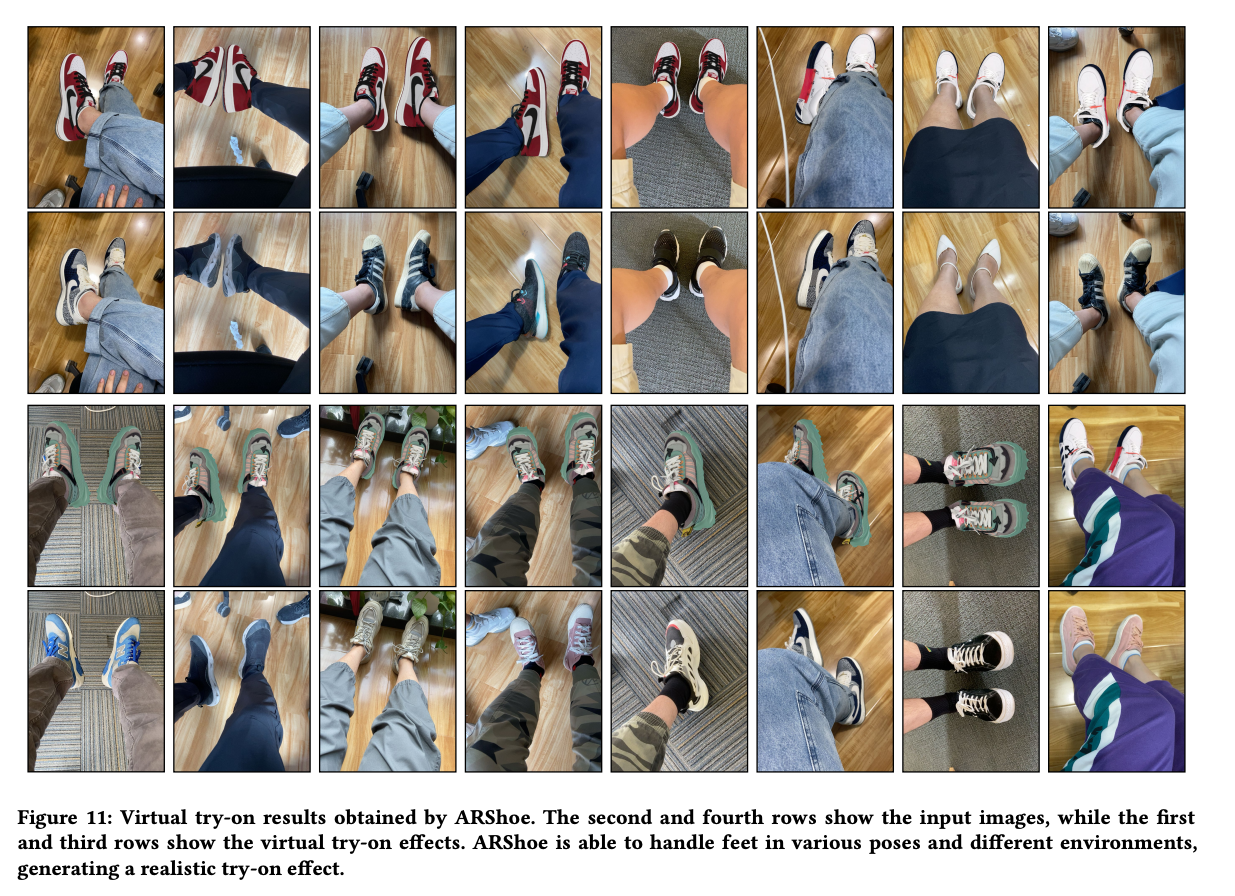 Figure 11: Virtual try-on results obtained by ARShoe. The second and fourth rows show the input images, while the first
and third rows show the virtual try-on effects. ARShoe is able to handle feet in various poses and different environments,
generating a realistic try-on effect.